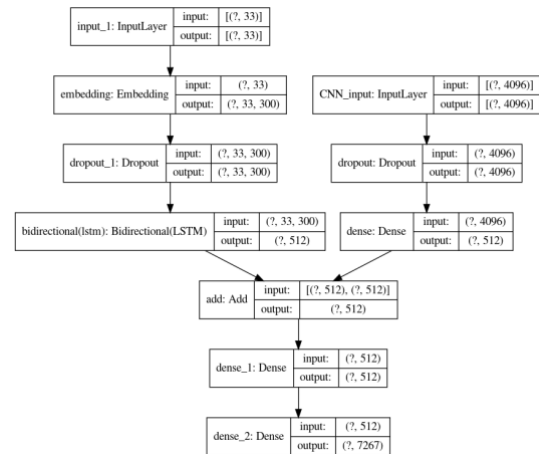 input_1: InputLayer
input: [(?, 33)]
output: [(?, 33)]
embedding: Embedding
input: (?, 33)
output: (?, 33, 300)
CNN_input: InputLayer
input: [(?, 4096)]
output: [(?, 4096)]
dropout_1: Dropout
input: (?, 33, 300)
output: (?, 33, 300)
dropout: Dropout
input: (?, 4096)
output: (?, 4096)
bidirectional(lstm): Bidirectional(LSTM)
input: (?, 33, 300)
output: (?, 512)
dense: Dense
input: (?, 4096)
output: (?, 512)
add: Add
input: [(?, 512), (?, 512)]
output: (?, 512)
dense_1: Dense
input: (?, 512)
output: (?, 512)
dense_2: Dense
input: (?, 512)
output: (?, 7267)